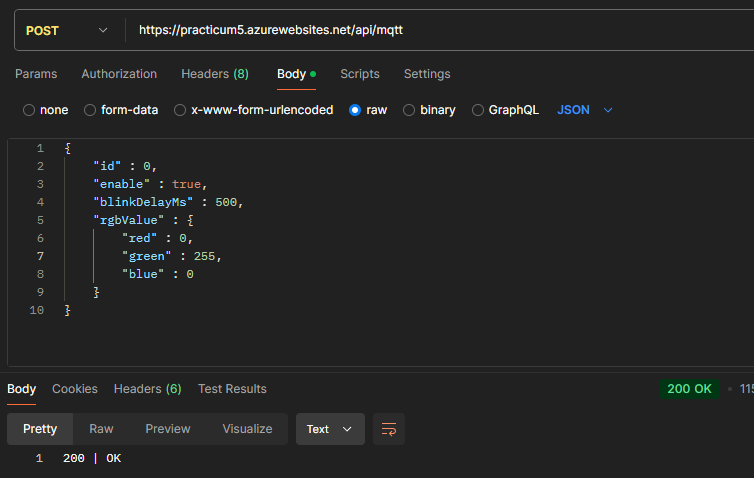 POST https://practicum5.azurewebsites.net/api/mqtt
Params Authorization Headers (8) Body Scripts Settings
none form-data x-www-form-urlencoded raw binary GraphQL JSON
1 {
2 "id" : 0,
3 "enable" : true,
4 "blinkDelayMs" : 500,
5 "rgbValue" : {
6 "red" : 0,
7 "green" : 255,
8 "blue" : 0
9 }
10 }
Body Cookies Headers (6) Test Results 200 OK
Pretty Raw Preview Visualize Text
1 200 | OK